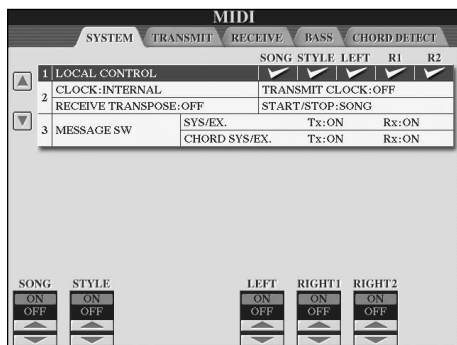 MIDI
SYSTEM TRANSMIT RECEIVE BASS CHORD DETECT
SONG STYLE LEFT R1 R2
1 LOCAL CONTROL
2 CLOCK:INTERNAL TRANSMIT CLOCK:OFF
RECEIVE TRANSPOSE:OFF START/STOP:SONG
3 MESSAGE SW SYS/EX. Tx:ON Rx:ON
CHORD SYS/EX. Tx:ON Rx:ON
SONG STYLE LEFT RIGHT1 RIGHT2
ON ON ON ON ON
OFF OFF OFF OFF OFF